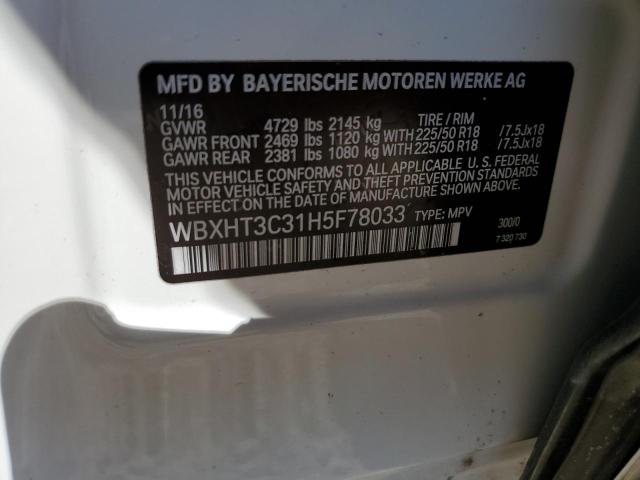 MFD BY BAYERISCHE MOTOREN WERKE AG
11/16
GVWR 4729 lbs 2145 kg TIRE / RIM
GAWR FRONT 2469 lbs 1120 kg WITH 225/50 R18 /7.5Jx18
GAWR REAR 2381 lbs 1080 kg WITH 225/50 R18 /7.5Jx18
THIS VEHICLE CONFORMS TO ALL APPLICABLE U.S. FEDERAL
MOTOR VEHICLE SAFETY, BUMPER, AND THEFT PREVENTION STANDARDS
IN EFFECT ON THE DATE OF MANUFACTURE SHOWN ABOVE.
WBXHT3C31H5F78033 TYPE: MPV 300/0
7 320 730